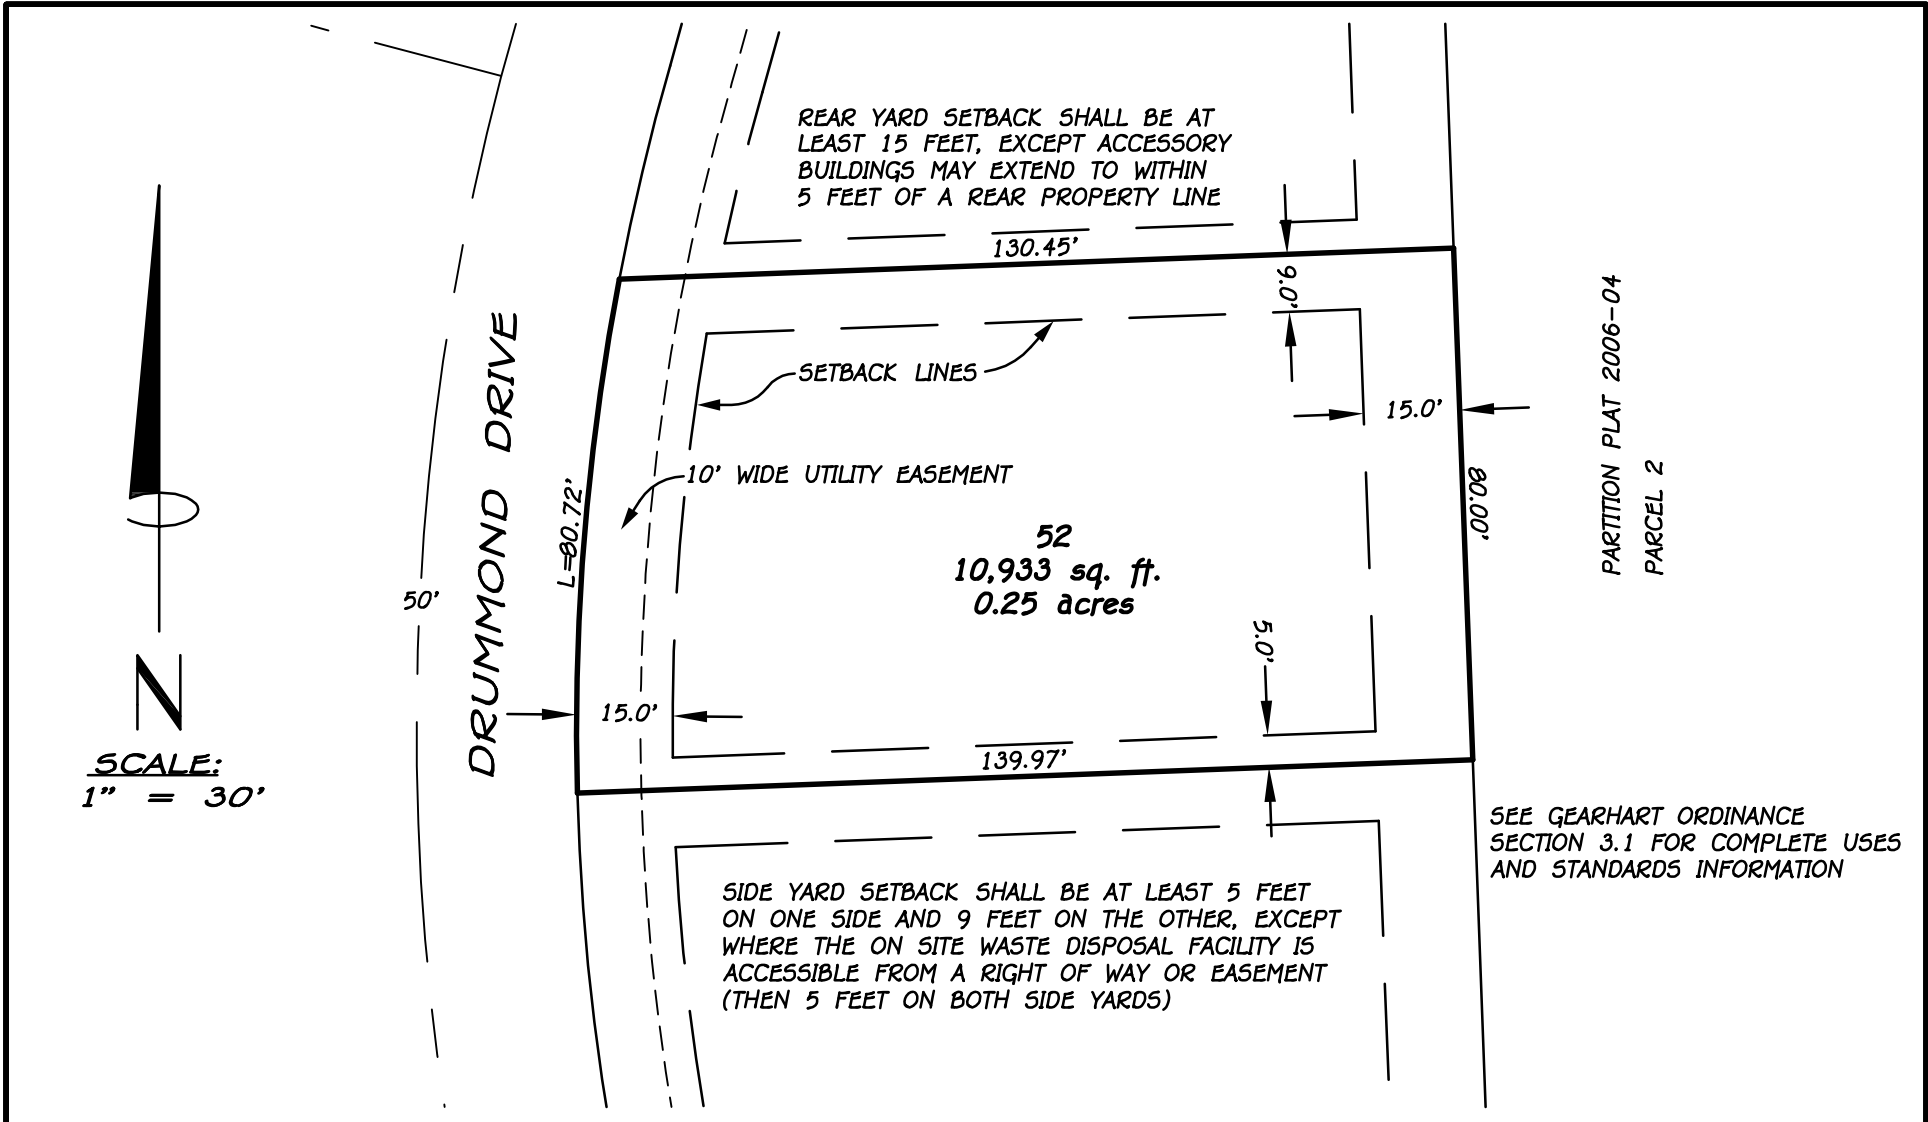 REAR YARD SETBACK SHALL BE AT
LEAST 15 FEET, EXCEPT ACCESSORY
BUILDINGS MAY EXTEND TO WITHIN
5 FEET OF A REAR PROPERTY LINE
130.45'
9.0'
SETBACK LINES
15.0'
10' WIDE UTILITY EASEMENT
80.00'
PARTITION PLAT 2006-04
PARCEL 2
DRUMMOND DRIVE
L=80.72'
52
10,933 sq. ft.
0.25 acres
50'
5.0'
15.0'
139.97'
N
SCALE:
1" = 30'
SEE GEARHART ORDINANCE
SECTION 3.1 FOR COMPLETE USES
AND STANDARDS INFORMATION
SIDE YARD SETBACK SHALL BE AT LEAST 5 FEET
ON ONE SIDE AND 9 FEET ON THE OTHER, EXCEPT
WHERE THE ON SITE WASTE DISPOSAL FACILITY IS
ACCESSIBLE FROM A RIGHT OF WAY OR EASEMENT
(THEN 5 FEET ON BOTH SIDE YARDS)